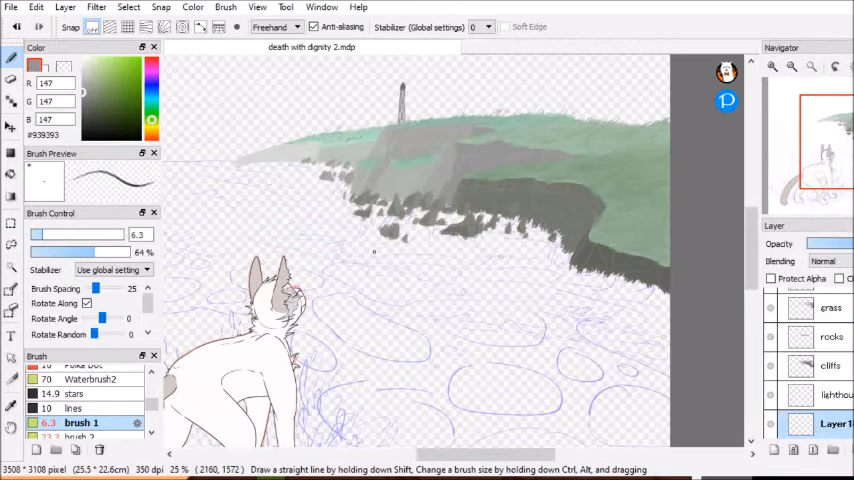 File Edit Layer Select Snap Color Brush View Tool Window Help
Snap off Freehand Anti-aliasing Stabilizer (Global settings) 0 Soft Edge
death with dignity 2.mdp
Color
R 147
G 147
B 147
#939393
Brush Preview
Brush Control
6.3
64 %
Stabilizer Use global setting
Brush Spacing 25
Rotate Along
Rotate Angle 0
Rotate Random 0
Brush
70 Waterbrush2
14.9 stars
10 lines
6.3 brush 1
23.3 brush 2
Navigator
Layer
Opacity
Blending Normal
Protect Alpha
grass
rocks
cliffs
lighthou
Layer1
3508 * 3108 pixel (25.5 * 22.6cm) 350 dpi 25 % (2160, 1572) Draw a straight line by holding down Shift, Change a brush size by holding down Ctrl, Alt, and dragging